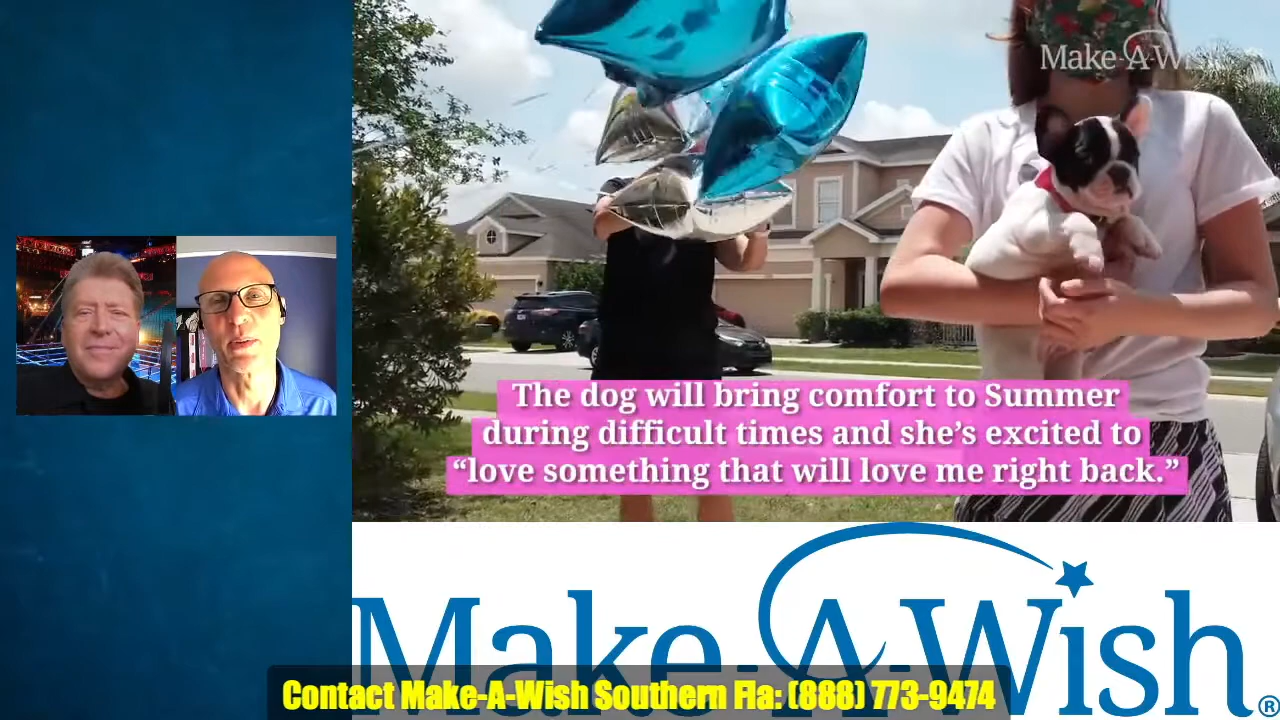 Make-A-Wish
The dog will bring comfort to Summer
during difficult times and she’s excited to
“love something that will love me right back.”
Make-A-Wish®
Contact Make-A-Wish Southern Fla: (888) 773-9474